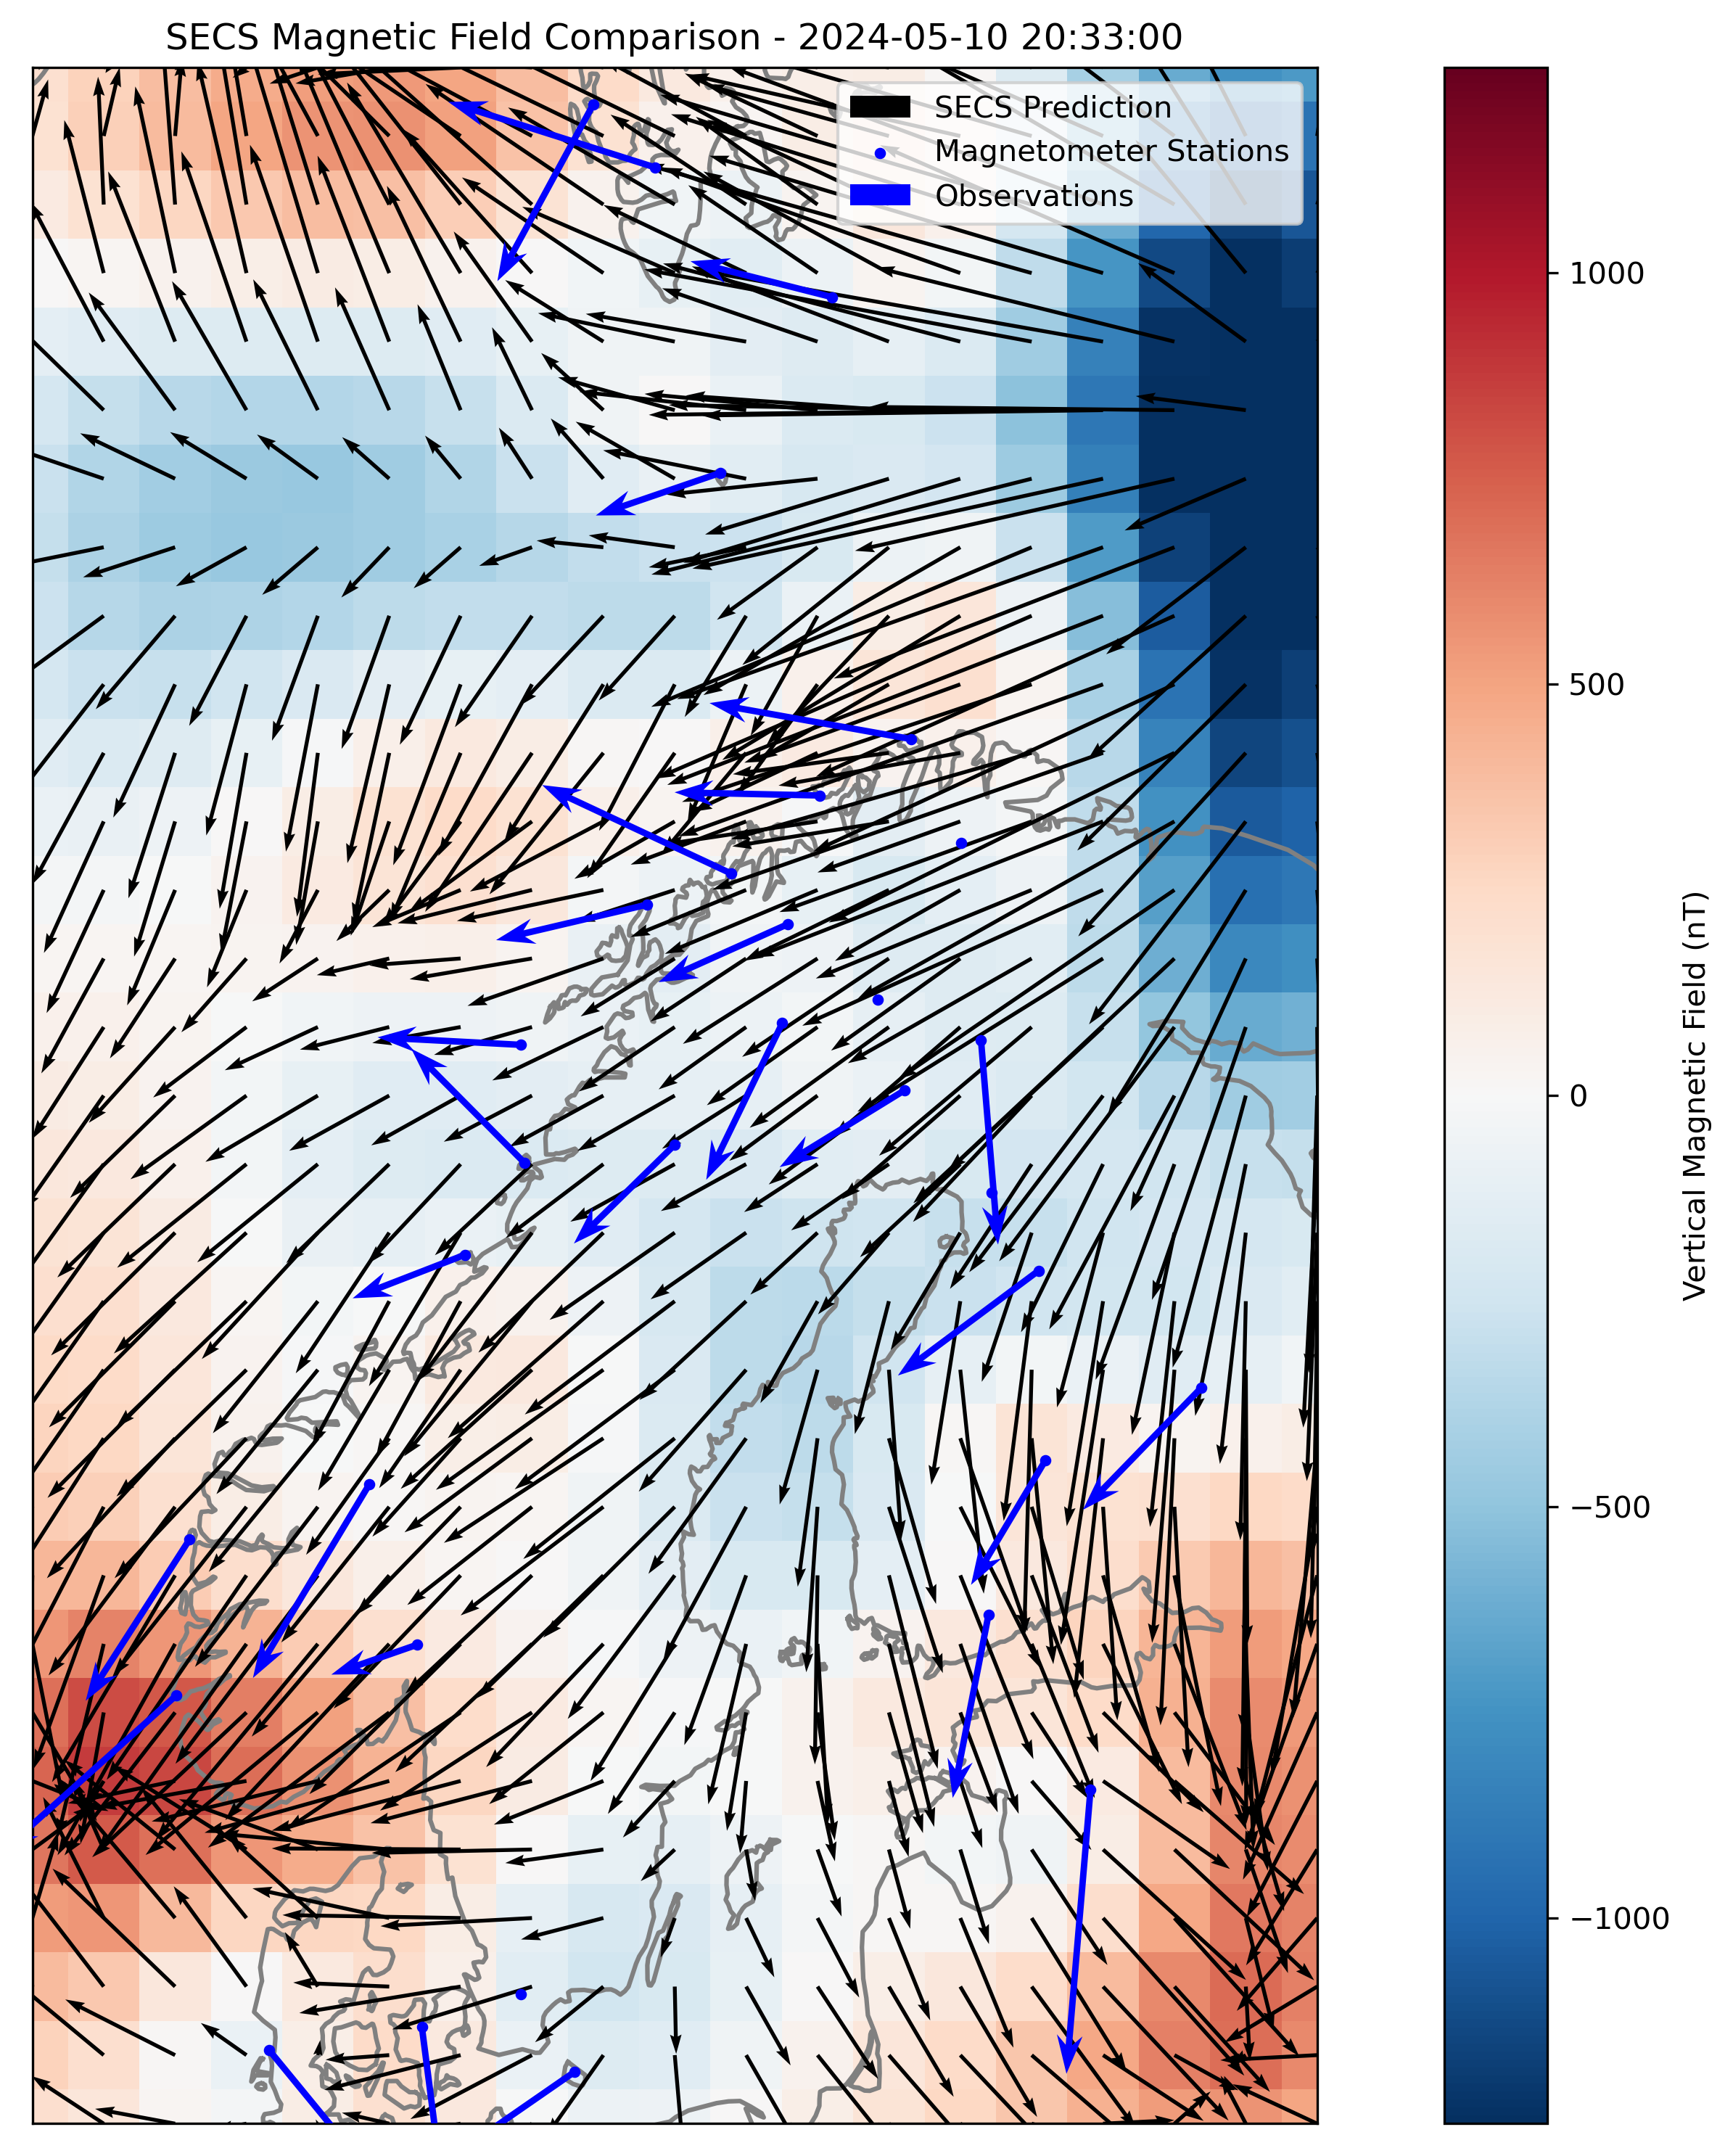 SECS Magnetic Field Comparison - 2024-05-10 20:33:00
SECS Prediction
Magnetometer Stations
Observations
1000
500
0
−500
−1000
Vertical Magnetic Field (nT)